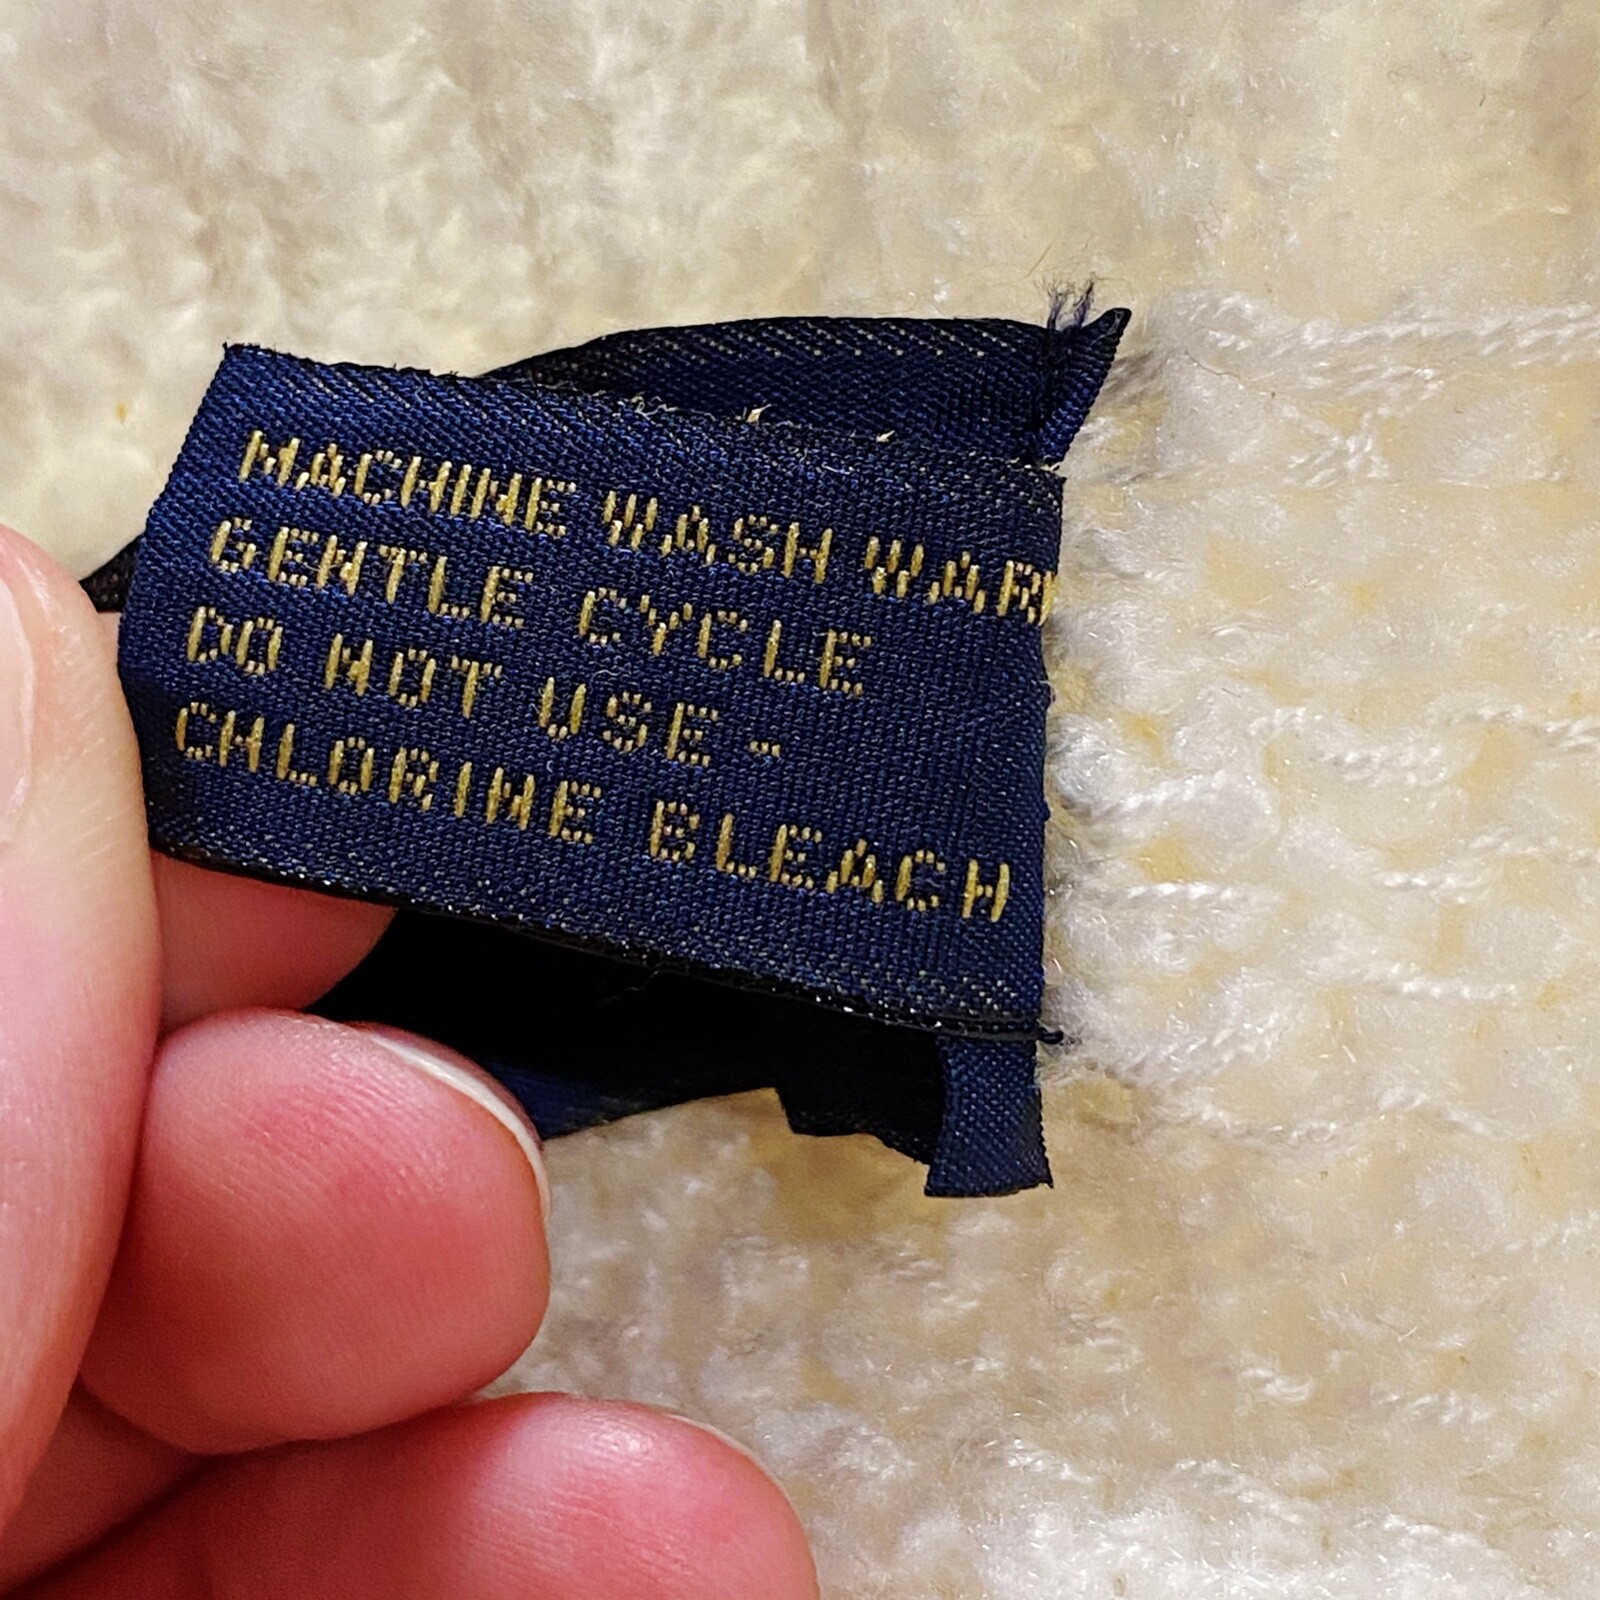 MACHINE WASH WARM
GENTLE CYCLE
DO NOT USE -
CHLORINE BLEACH